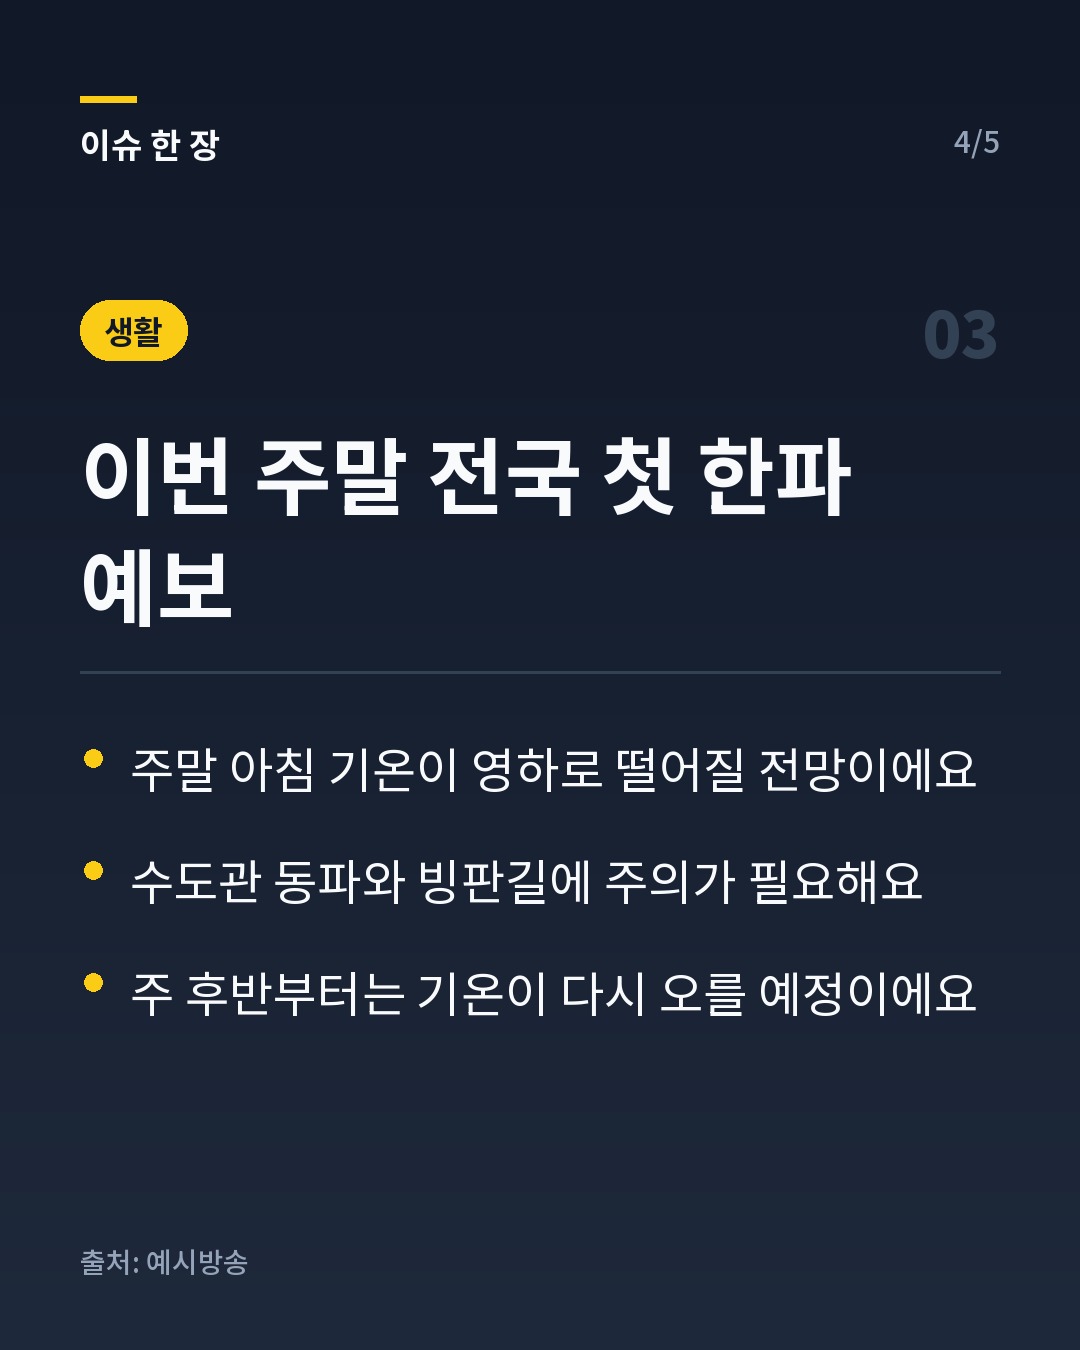 이슈 한 장
4/5
생활
03
이번 주말 전국 첫 한파
예보
주말 아침 기온이 영하로 떨어질 전망이에요
수도관 동파와 빙판길에 주의가 필요해요
주 후반부터는 기온이 다시 오를 예정이에요
출처: 예시방송